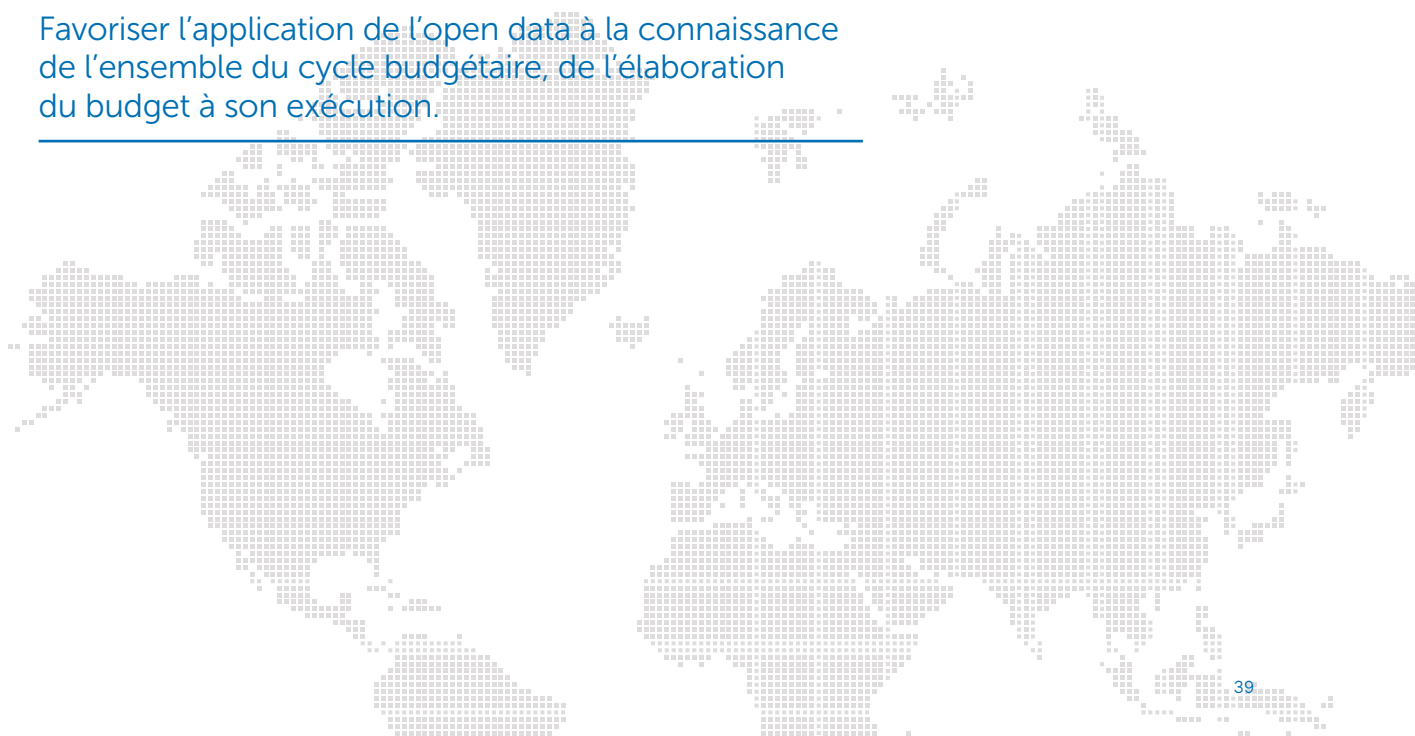 Favoriser l’application de l’open data à la connaissance
de l’ensemble du cycle budgétaire, de l’élaboration
du budget à son exécution.
39